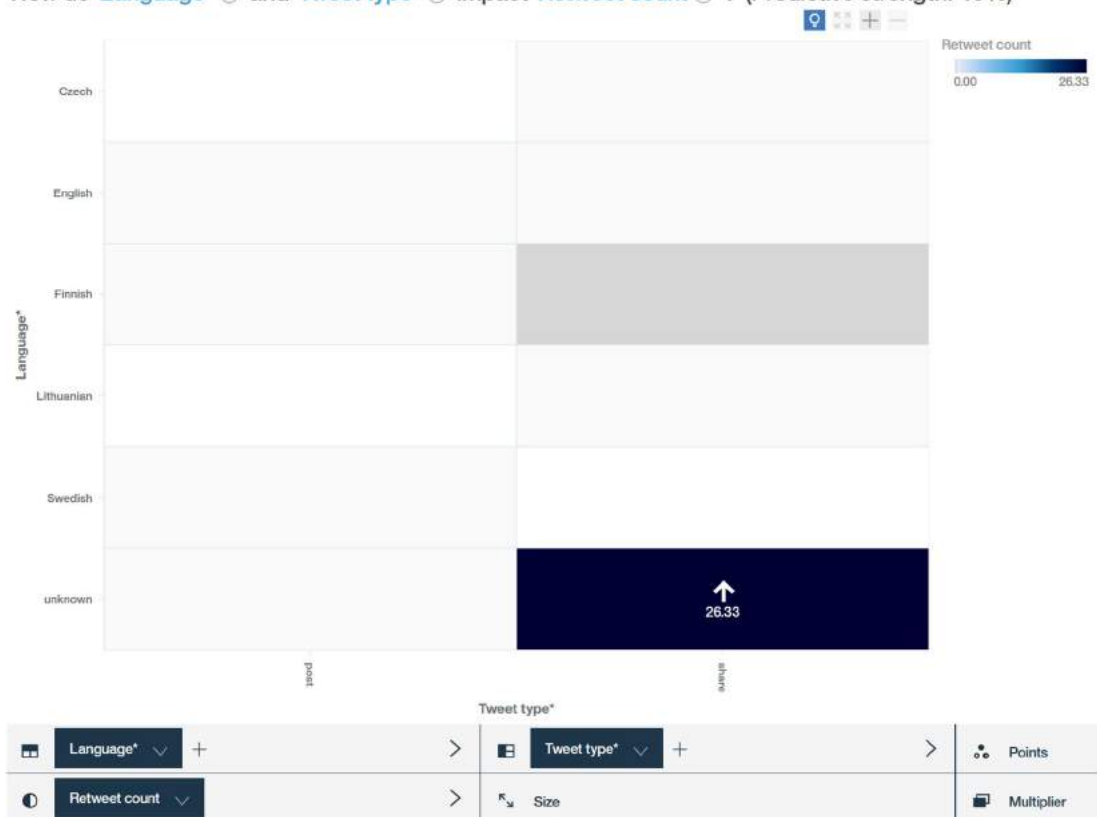 Retweet count
0.00 26.33
Czech
English
Finnish
Lithuanian
Swedish
unknown
Language*
26.33
post
share
Tweet type*
Language* + Tweet type* + Points
Retweet count Size Multiplier